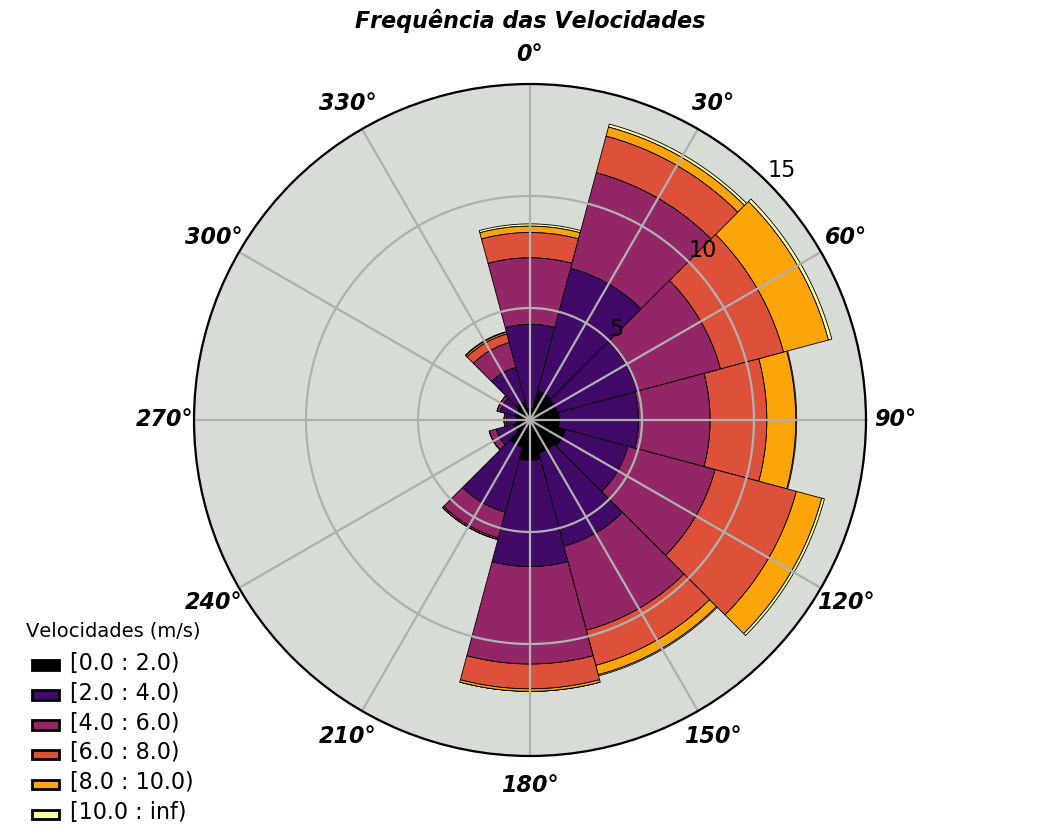 Frequência das Velocidades
0°
330°
30°
15
300°
60°
10
5
270°
90°
240°
120°
Velocidades (m/s)
[0.0 : 2.0)
[2.0 : 4.0)
[4.0 : 6.0)
210°
150°
[6.0 : 8.0)
[8.0 : 10.0)
180°
[10.0 : inf)